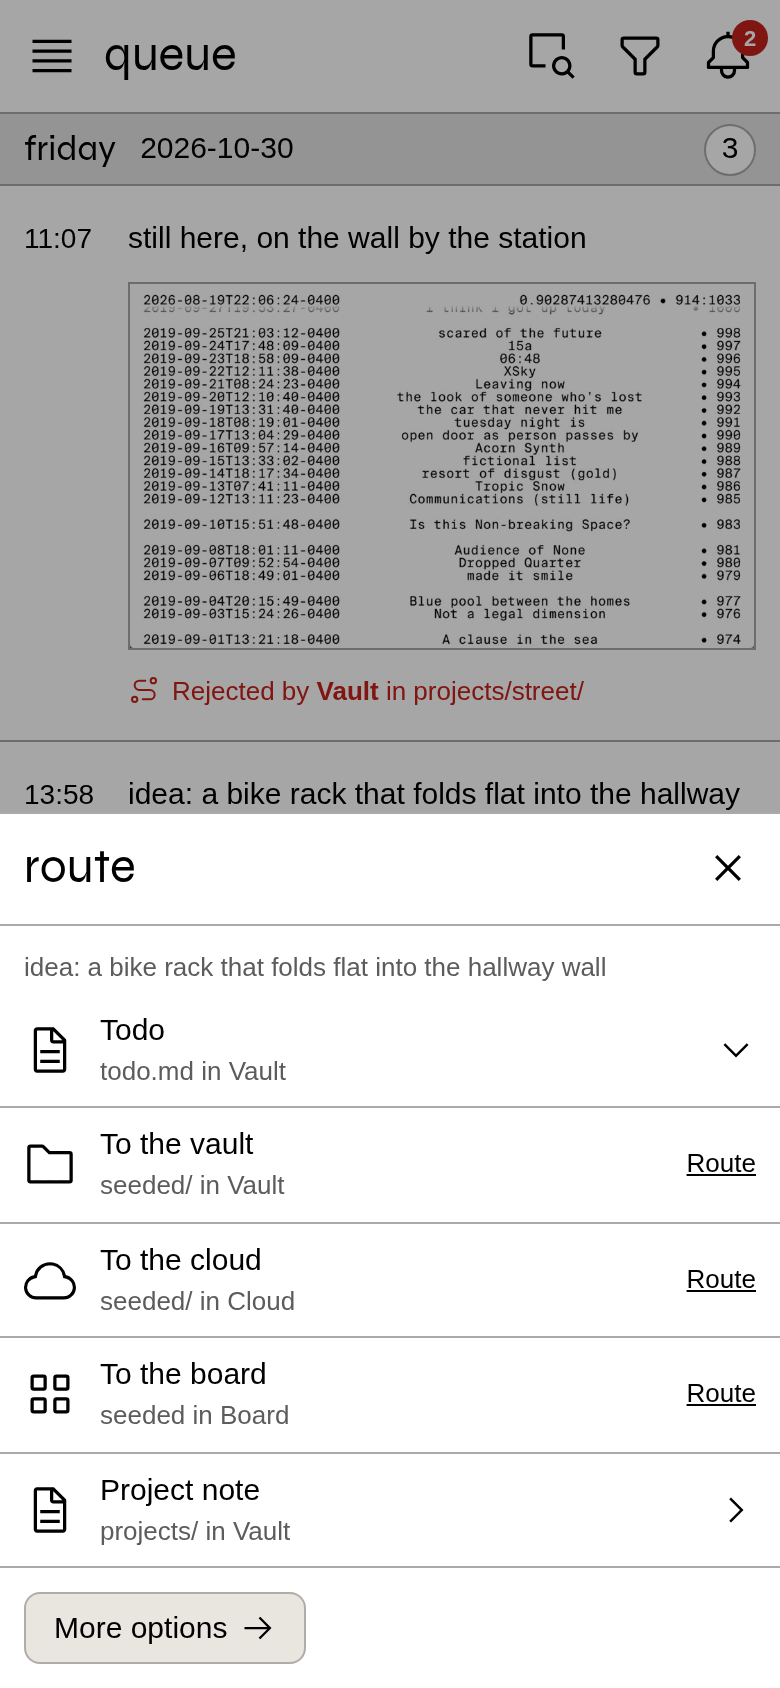 queue
2
friday 2026-10-30
3
11:07 still here, on the wall by the station
2026-08-19T22:06:24-0400 0.90287413280476 • 914:1033
i think i got up today
2019-09-25T21:03:12-0400 scared of the future • 998
2019-09-24T17:48:09-0400 15a • 997
2019-09-23T18:58:09-0400 06:48 • 996
2019-09-22T12:11:38-0400 XSky • 995
2019-09-21T08:24:23-0400 Leaving now • 994
2019-09-20T12:10:40-0400 the look of someone who's lost • 993
2019-09-19T13:31:40-0400 the car that never hit me • 992
2019-09-18T08:19:01-0400 tuesday night is • 991
2019-09-17T13:04:29-0400 open door as person passes by • 990
2019-09-16T09:57:14-0400 Acorn Synth • 989
2019-09-15T13:33:02-0400 fictional list • 988
2019-09-14T18:17:34-0400 resort of disgust (gold) • 987
2019-09-13T07:41:11-0400 Tropic Snow • 986
2019-09-12T13:11:23-0400 Communications (still life) • 985
2019-09-10T15:51:48-0400 Is this Non-breaking Space? • 983
2019-09-08T18:01:11-0400 Audience of None • 981
2019-09-07T09:52:54-0400 Dropped Quarter • 980
2019-09-06T18:49:01-0400 made it smile • 979
2019-09-04T20:15:49-0400 Blue pool between the homes • 977
2019-09-03T15:24:26-0400 Not a legal dimension • 976
2019-09-01T13:21:18-0400 A clause in the sea • 974
Rejected by Vault in projects/street/
13:58 idea: a bike rack that folds flat into the hallway
route
idea: a bike rack that folds flat into the hallway wall
Todo
todo.md in Vault
To the vault
seeded/ in Vault
Route
To the cloud
seeded/ in Cloud
Route
To the board
seeded in Board
Route
Project note
projects/ in Vault
More options